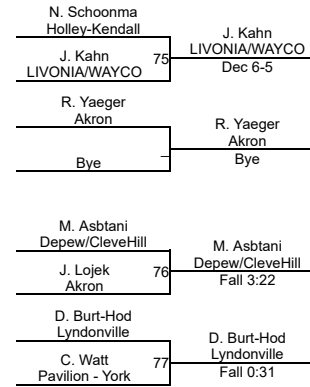 N. Schoonma
Holley-Kendall
J. Kahn
LIVONIA/WAYCO
75
J. Kahn
LIVONIA/WAYCO
Dec 6-5
R. Yaeger
Akron
Bye
_
R. Yaeger
Akron
Bye
M. Asbtani
Depew/CleveHill
J. Lojek
Akron
76
M. Asbtani
Depew/CleveHill
Fall 3:22
D. Burt-Hod
Lyndonville
C. Watt
Pavilion - York
77
D. Burt-Hod
Lyndonville
Fall 0:31